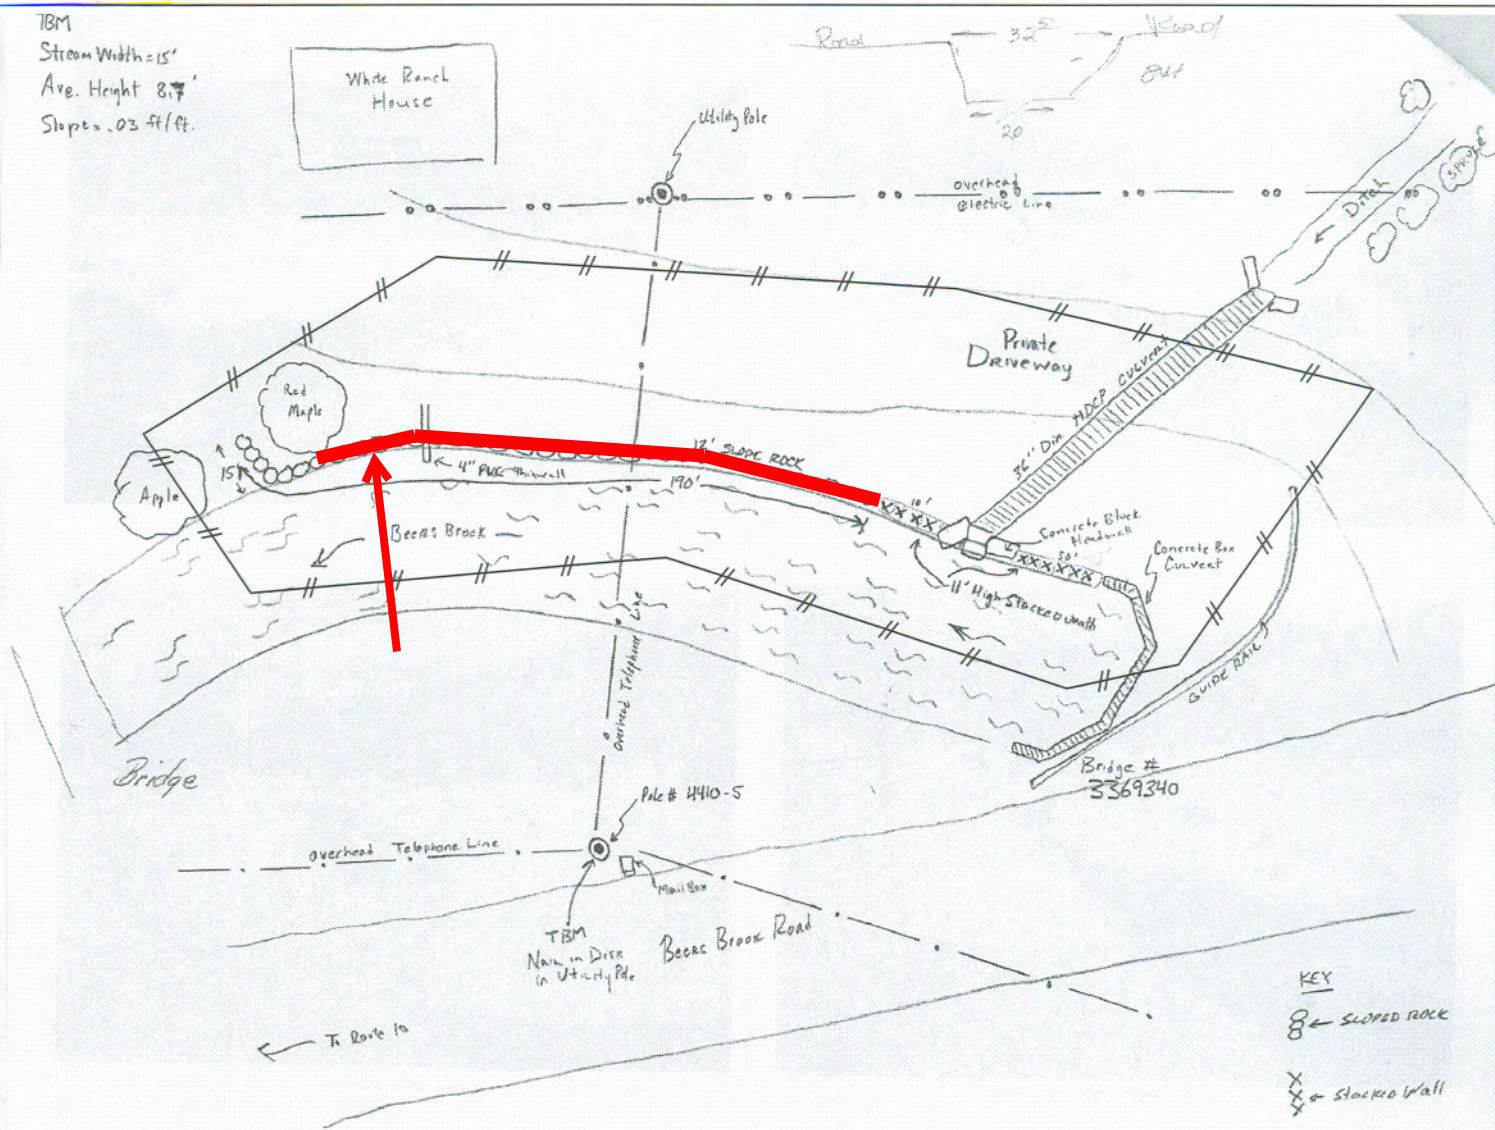 TBM
Stream Width = 15'
Ave. Height 8.7'
Slope = .03 ft/ft.
White Ranch
House
Road
32
Road
20
Utility Pole
overhead
electric Line
Ditch
SPRUCE
Private
Driveway
36" Dia HDCP CULVERT
Red
Maple
Apple
15'
12' SLOPE ROCK
4" PVC thinwall
190'
10'
Beers Brook
Concrete Block
Headwall
50'
Concrete Box
Culvert
11' High Stacked wall
Overhead Telephone Line
GUIDE RAIL
Bridge
Bridge #
3369340
Pole # 4410-5
Overhead Telephone Line
Mail Box
TBM
Nail in Disk
in Utility Pole
Beers Brook Road
To Route 10
KEY
SLOPED ROCK
Stacked Wall